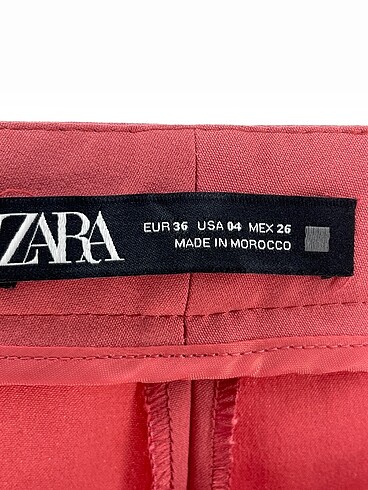 ZARA
EUR 36 USA 04 MEX 26
MADE IN MOROCCO